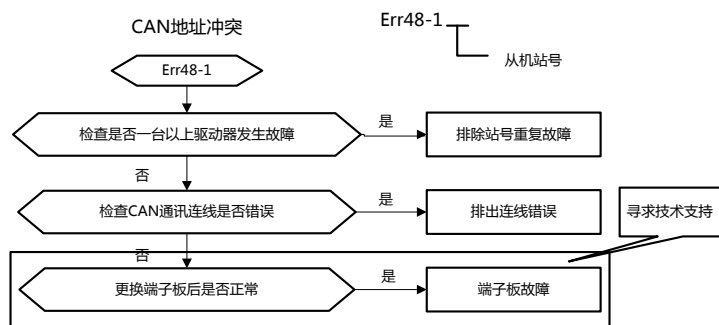 CAN地址冲突
Err48-1
从机站号
Err48-1
检查是否一台以上驱动器发生故障
是
排除站号重复故障
否
检查CAN通讯连线是否错误
是
排出连线错误
寻求技术支持
否
更换端子板后是否正常
是
端子板故障